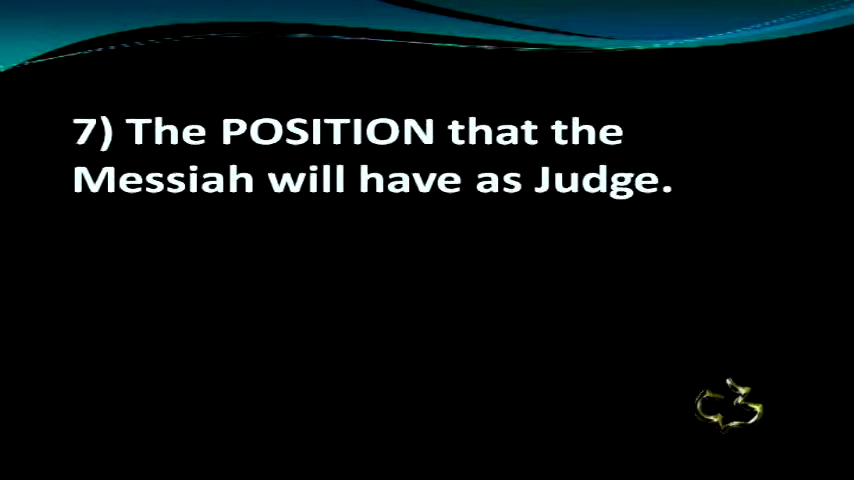 7) The POSITION that the
Messiah will have as Judge.